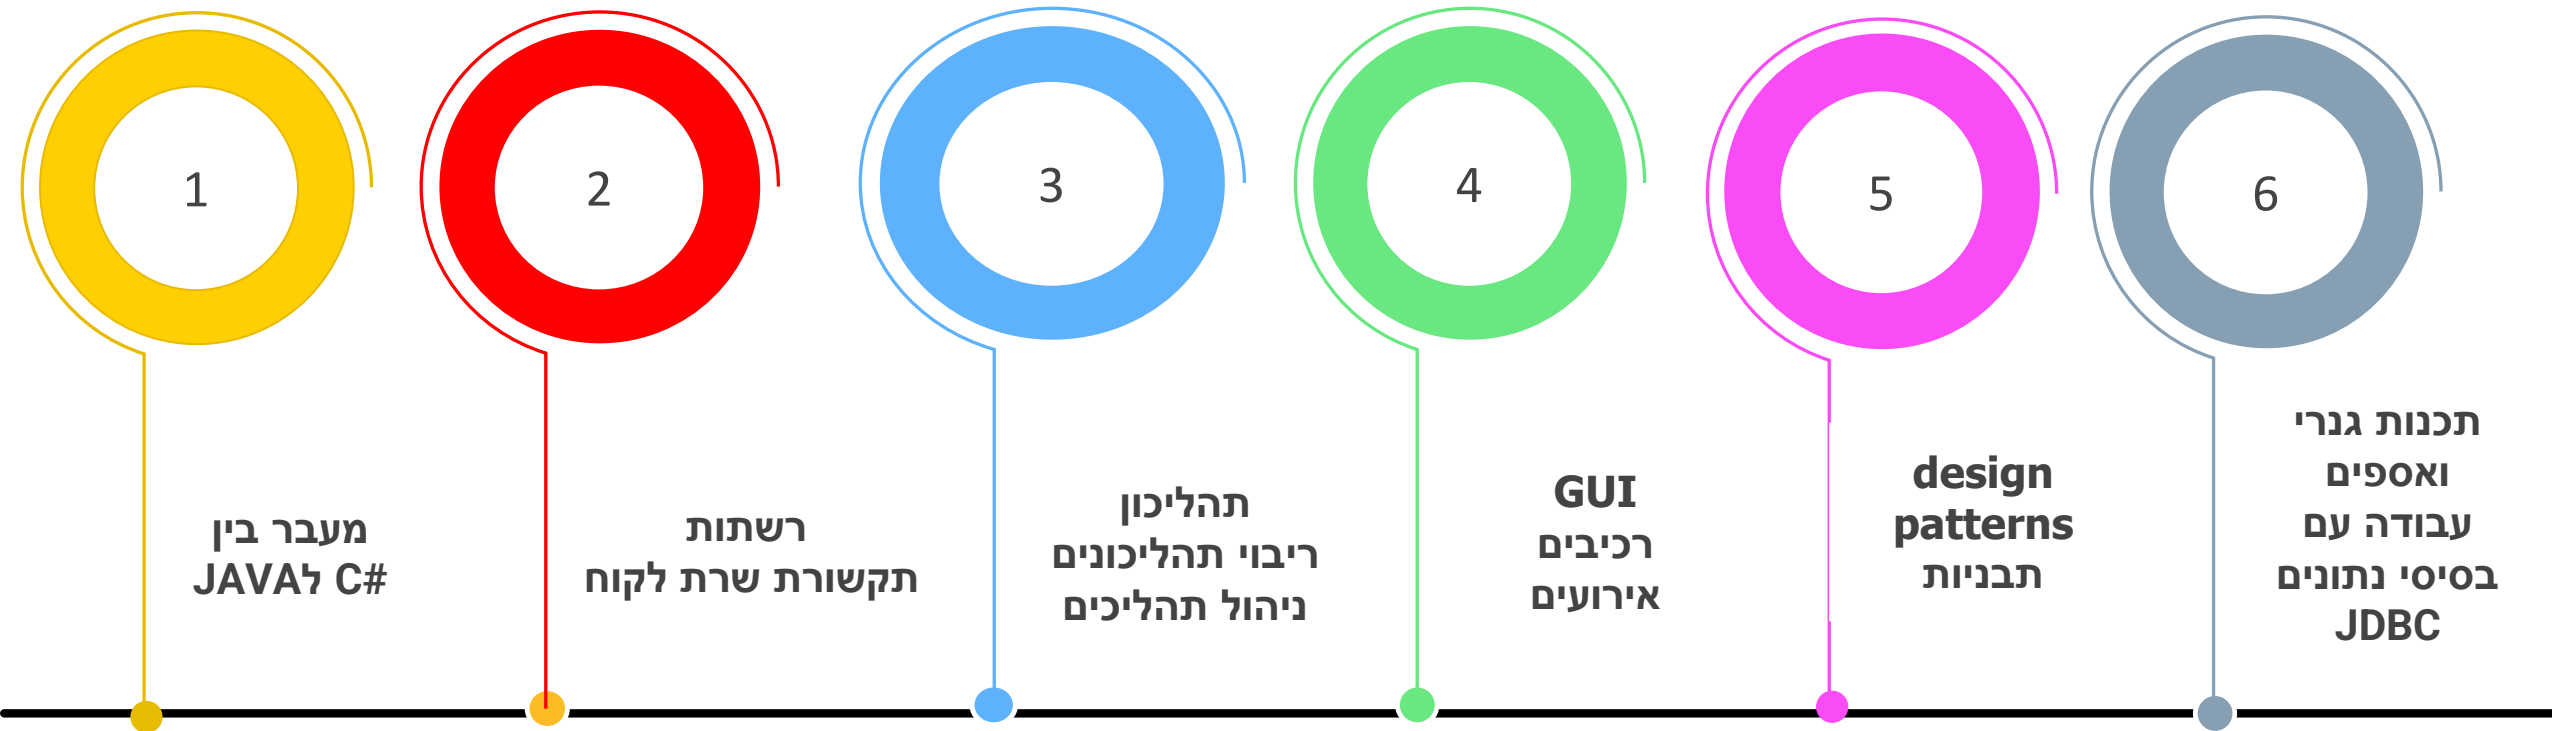 1
2
3
4
5
6
מעבר בין
C# לJAVA
רשתות
תקשורת שרת לקוח
תהליכון
ריבוי תהליכונים
ניהול תהליכים
GUI
רכיבים
אירועים
design
patterns
תבניות
תכנות גנרי
ואספים
עבודה עם
בסיסי נתונים
JDBC